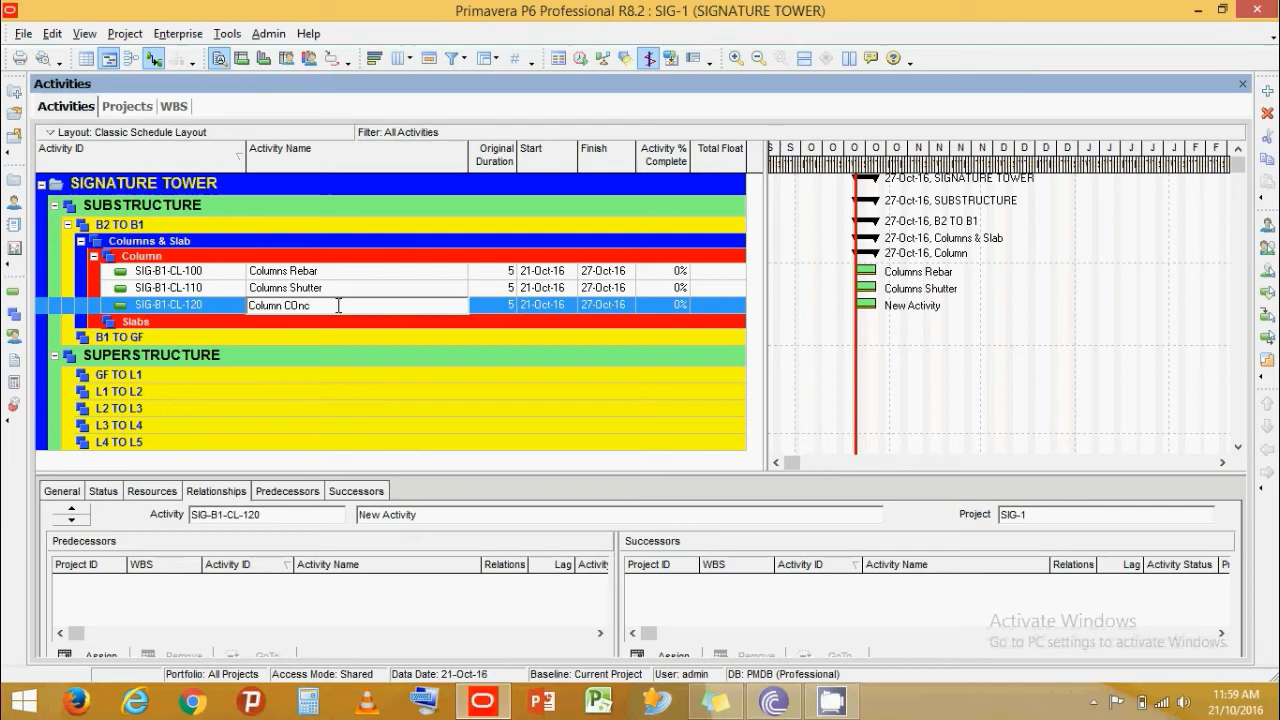 Primavera P6 Professional R8.2 : SIG-1 (SIGNATURE TOWER)
File Edit View Project Enterprise Tools Admin Help
Activities
Activities Projects WBS
Layout: Classic Schedule Layout Filter: All Activities
Activity ID Activity Name Original Duration Start Finish Activity % Complete Total Float
S S O O O O O N N N N D D D D J J J J J F F F
SIGNATURE TOWER
27-Oct-16, SIGNATURE TOWER
SUBSTRUCTURE
27-Oct-16, SUBSTRUCTURE
B2 TO B1
27-Oct-16, B2 TO B1
Columns & Slab
27-Oct-16, Columns & Slab
Column
27-Oct-16, Column
SIG-B1-CL-100 Columns Rebar 5 21-Oct-16 27-Oct-16 0% Columns Rebar
SIG-B1-CL-110 Columns Shutter 5 21-Oct-16 27-Oct-16 0% Columns Shutter
SIG-B1-CL-120 Column COnc 5 21-Oct-16 27-Oct-16 0% New Activity
Slabs
B1 TO GF
SUPERSTRUCTURE
GF TO L1
L1 TO L2
L2 TO L3
L3 TO L4
L4 TO L5
General Status Resources Relationships Predecessors Successors
Activity SIG-B1-CL-120 New Activity Project SIG-1
Predecessors Successors
Project ID WBS Activity ID Activity Name Relations Lag Activity
Project ID WBS Activity ID Activity Name Relations Lag Activity Status
Activate Windows
Go to PC settings to activate Windows.
Assign Remove GoTo Assign Remove GoTo
Portfolio: All Projects Access Mode: Shared Data Date: 21-Oct-16 Baseline: Current Project User: admin DB: PMDB (Professional)
11:59 AM
21/10/2016